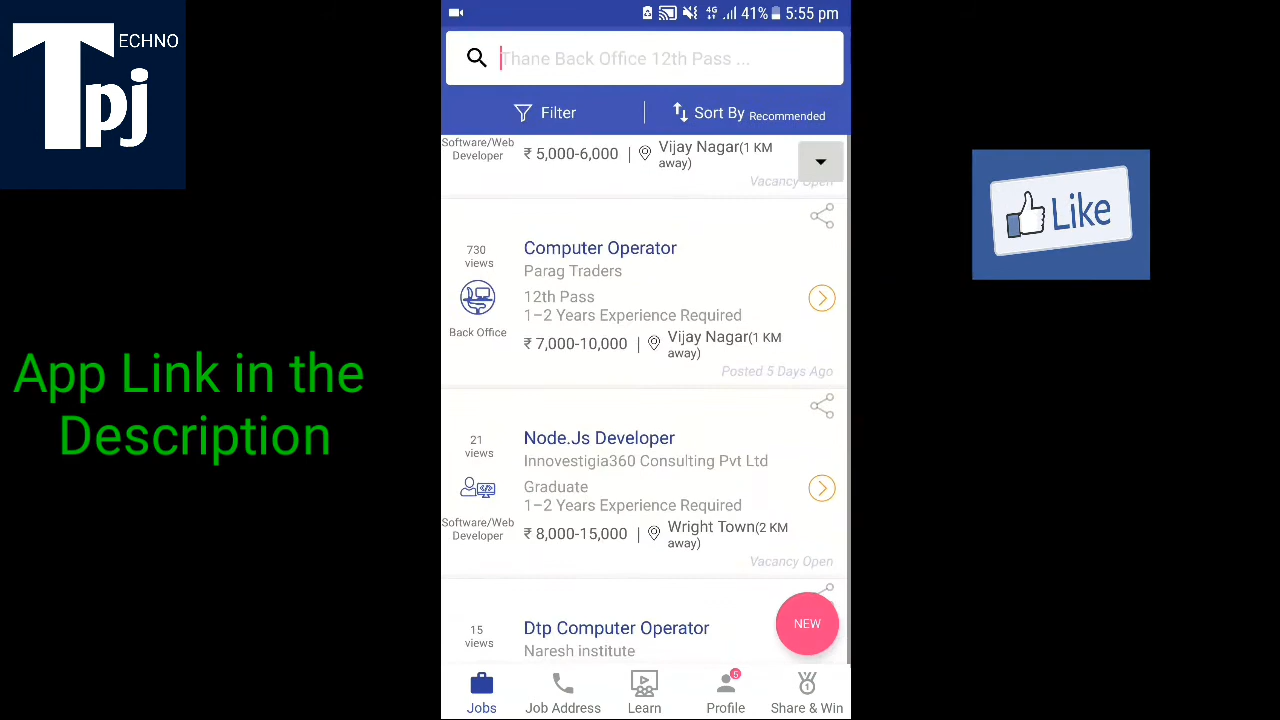 T
ECHNO
pj
App Link in the
Description
4G 41% 5:55 pm
Thane Back Office 12th Pass ...
Filter
Sort By Recommended
Software/Web
Developer
₹ 5,000-6,000 | Vijay Nagar(1 KM
away)
Vacancy Open
730
views
Back Office
Computer Operator
Parag Traders
12th Pass
1–2 Years Experience Required
₹ 7,000-10,000 | Vijay Nagar(1 KM
away)
Posted 5 Days Ago
21
views
Software/Web
Developer
Node.Js Developer
Innovestigia360 Consulting Pvt Ltd
Graduate
1–2 Years Experience Required
₹ 8,000-15,000 | Wright Town(2 KM
away)
Vacancy Open
15
views
Dtp Computer Operator
Naresh institute
NEW
Jobs
Job Address
Learn
5
Profile
1
Share & Win
Like